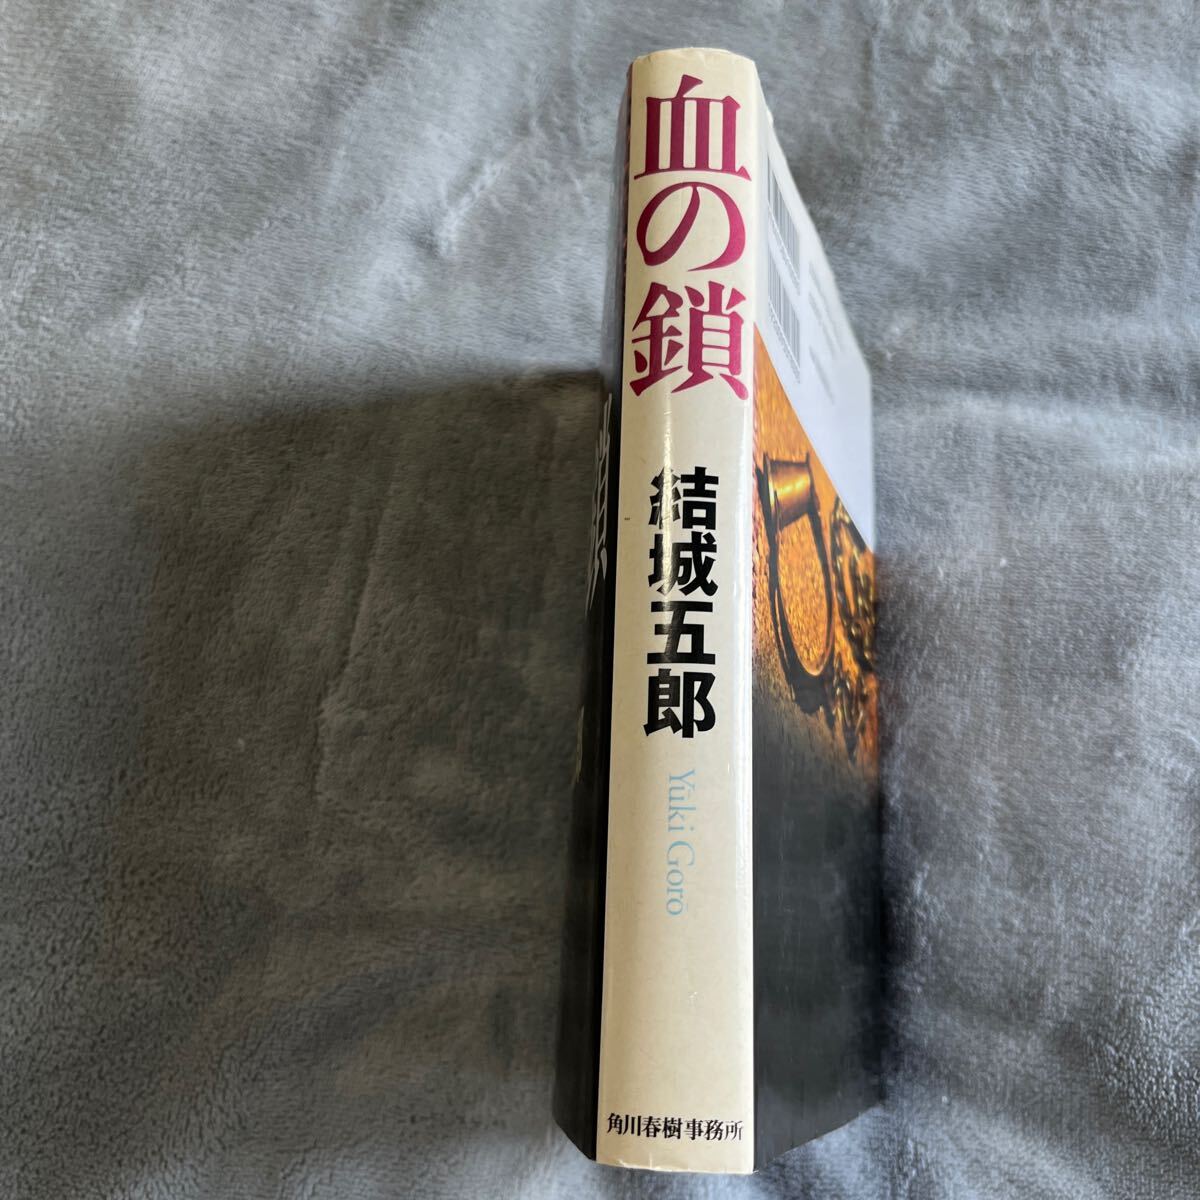 血の鎖
結城五郎
Yūki Gorō
角川春樹事務所